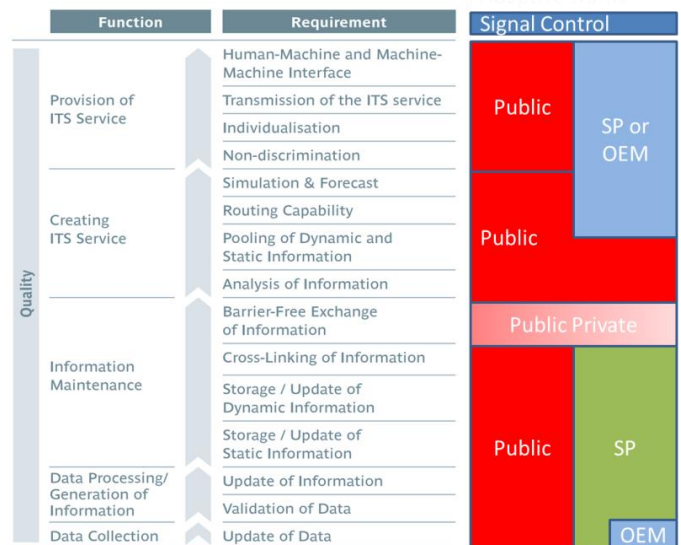 Function
Requirement
Signal Control
Quality
Provision of
ITS Service
Human-Machine and Machine-
Machine Interface
Transmission of the ITS service
Individualisation
Non-discrimination
Public
SP or
OEM
Creating
ITS Service
Simulation & Forecast
Routing Capability
Pooling of Dynamic and
Static Information
Analysis of Information
Public
Information
Maintenance
Barrier-Free Exchange
of Information
Cross-Linking of Information
Storage / Update of
Dynamic Information
Storage / Update of
Static Information
Public Private
Public
SP
Data Processing/
Generation of
Information
Update of Information
Validation of Data
Data Collection
Update of Data
OEM